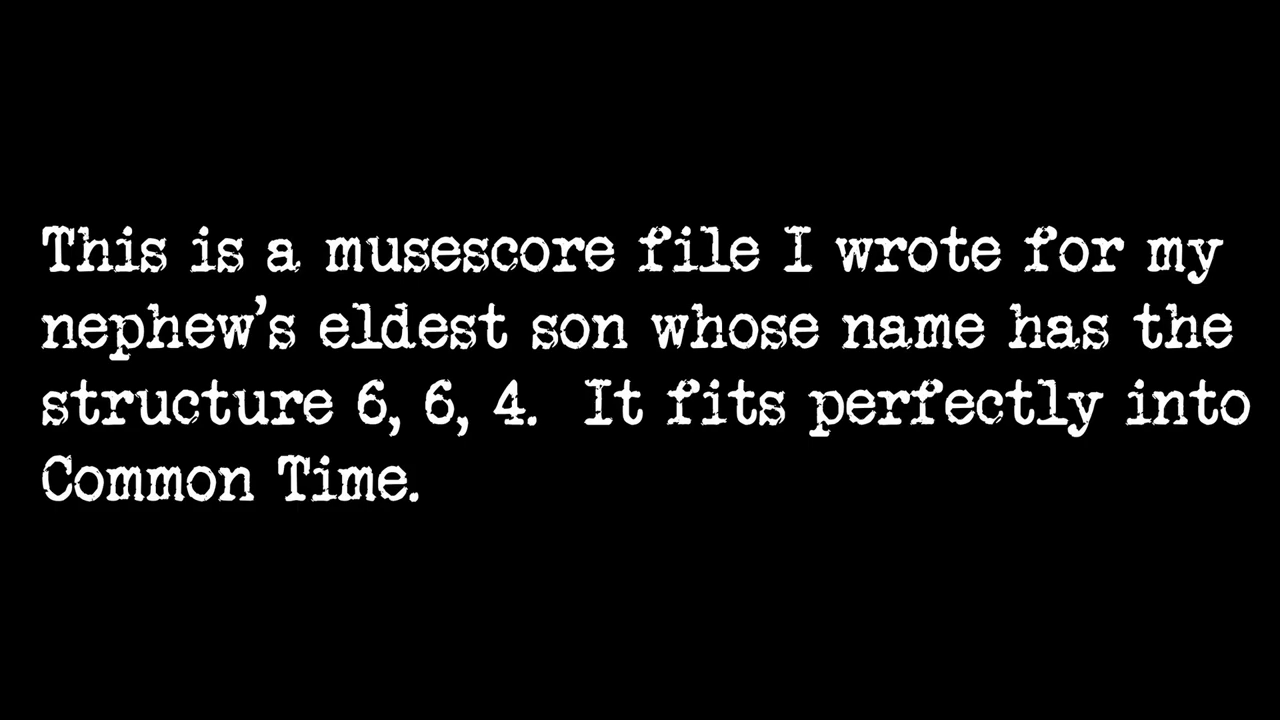 This is a musescore file I wrote for my
nephew’s eldest son whose name has the
structure 6, 6, 4.  It fits perfectly into
Common Time.